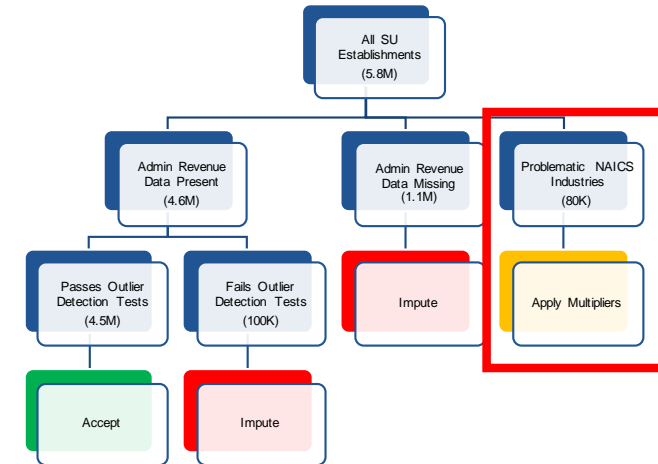 All SU
Establishments
(5.8M)
Admin Revenue
Data Present
(4.6M)
Admin Revenue
Data Missing
(1.1M)
Problematic NAICS
Industries
(80K)
Passes Outlier
Detection Tests
(4.5M)
Fails Outlier
Detection Tests
(100K)
Impute
Apply Multipliers
Accept
Impute